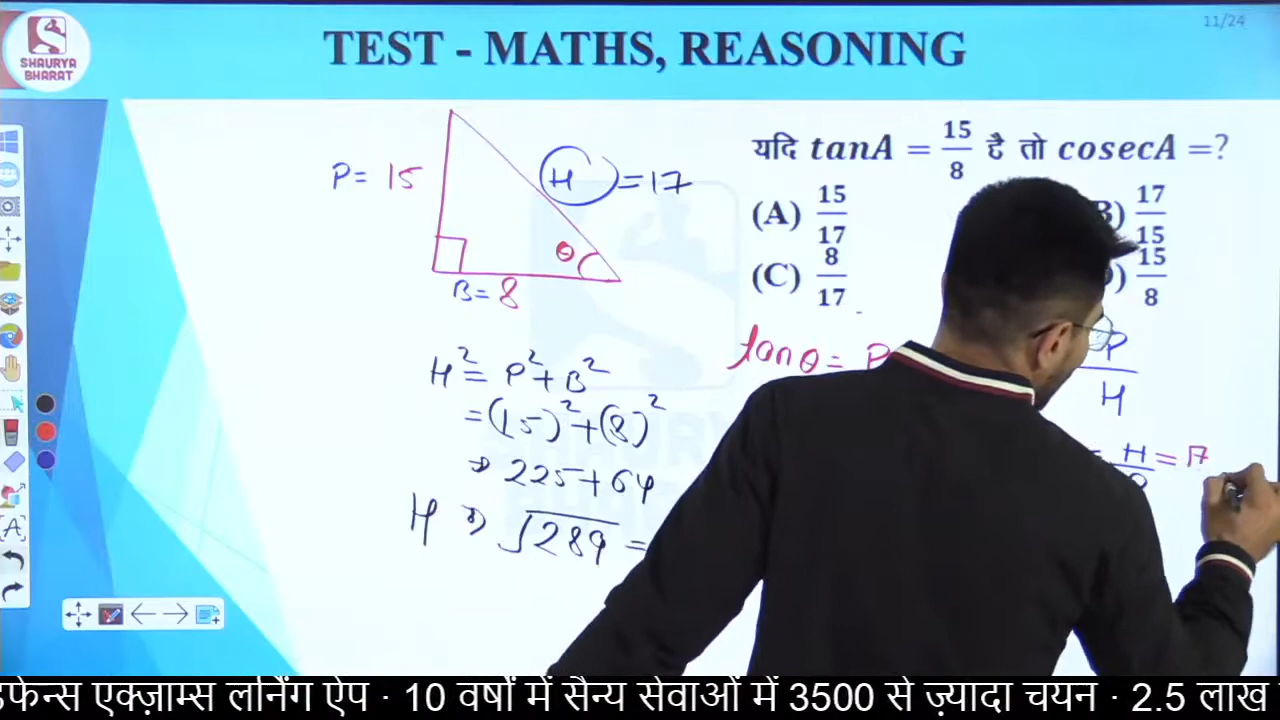 11/24
SHAURYA
BHARAT
TEST - MATHS, REASONING
यदि tanA = 15/8 है तो cosecA =?
(A) 15/17
B) 17/15
(C) 8/17
) 15/8
P = 15
H = 17
θ
B = 8
tanθ = P
P/H
H² = P² + B²
= (15)² + (8)²
⇒ 225 + 64
H ⇒ √289 =
= H/ = 17
[A]
डफेन्स एक्ज़ाम्स लर्निंग ऐप · 10 वर्षों में सैन्य सेवाओं में 3500 से ज़्यादा चयन · 2.5 लाख